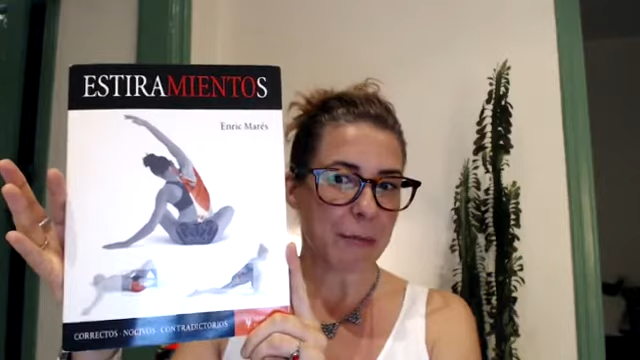 ESTIRAMIENTOS
Enric Marés
CORRECTOS · NOCIVOS · CONTRADICTORIOS